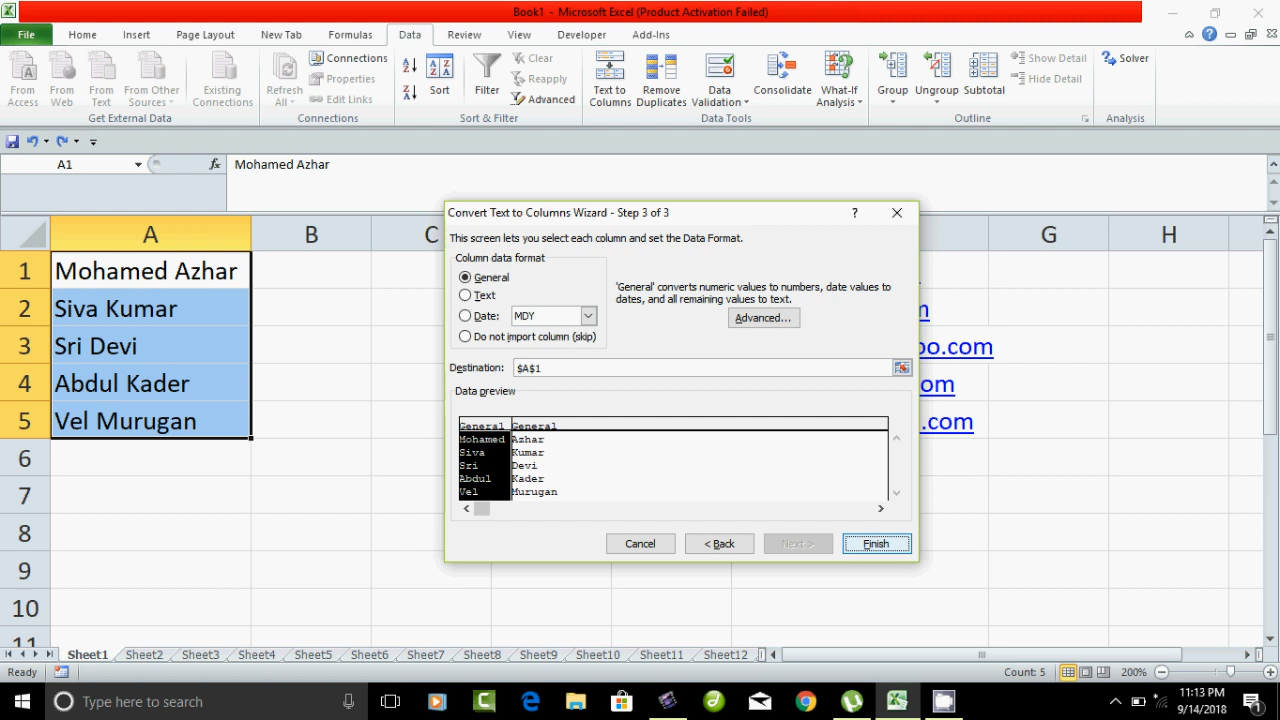 Book1 - Microsoft Excel (Product Activation Failed)
File Home Insert Page Layout New Tab Formulas Data Review View Developer Add-Ins
From Access
From Web
From Text
From Other Sources
Existing Connections
Get External Data
Refresh All
Connections
Properties
Edit Links
Connections
Sort
Filter
Clear
Reapply
Advanced
Sort & Filter
Text to Columns
Remove Duplicates
Data Validation
Consolidate
What-If Analysis
Data Tools
Group
Ungroup
Subtotal
Show Detail
Hide Detail
Outline
Solver
Analysis
A1 fx Mohamed Azhar
A B C G H
1 Mohamed Azhar
2 Siva Kumar
3 Sri Devi
4 Abdul Kader
5 Vel Murugan
6
7
8
9
10
11
oo.com
om
.com
Convert Text to Columns Wizard - Step 3 of 3 ?
This screen lets you select each column and set the Data Format.
Column data format
General
Text
Date: MDY
Do not import column (skip)
'General' converts numeric values to numbers, date values to
dates, and all remaining values to text.
Advanced...
Destination: $A$1
Data preview
General General
Mohamed Azhar
Siva Kumar
Sri Devi
Abdul Kader
Vel Murugan
Cancel < Back Next > Finish
Sheet1 Sheet2 Sheet3 Sheet4 Sheet5 Sheet6 Sheet7 Sheet8 Sheet9 Sheet10 Sheet11 Sheet12
Ready Count: 5 200%
Type here to search
11:13 PM
9/14/2018